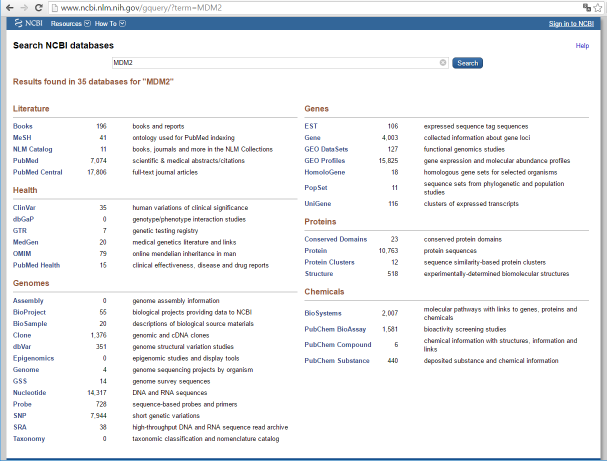 www.ncbi.nlm.nih.gov/gquery/?term=MDM2
NCBI Resources How To Sign in to NCBI
Search NCBI databases Help
MDM2 Search
Results found in 35 databases for "MDM2"
Literature
Books 196 books and reports
MeSH 41 ontology used for PubMed indexing
NLM Catalog 11 books, journals and more in the NLM Collections
PubMed 7,074 scientific & medical abstracts/citations
PubMed Central 17,806 full-text journal articles
Health
ClinVar 35 human variations of clinical significance
dbGaP 0 genotype/phenotype interaction studies
GTR 7 genetic testing registry
MedGen 20 medical genetics literature and links
OMIM 79 online mendelian inheritance in man
PubMed Health 15 clinical effectiveness, disease and drug reports
Genomes
Assembly 0 genome assembly information
BioProject 55 biological projects providing data to NCBI
BioSample 20 descriptions of biological source materials
Clone 1,376 genomic and cDNA clones
dbVar 351 genome structural variation studies
Epigenomics 0 epigenomic studies and display tools
Genome 4 genome sequencing projects by organism
GSS 14 genome survey sequences
Nucleotide 14,317 DNA and RNA sequences
Probe 728 sequence-based probes and primers
SNP 7,944 short genetic variations
SRA 38 high-throughput DNA and RNA sequence read archive
Taxonomy 0 taxonomic classification and nomenclature catalog
Genes
EST 106 expressed sequence tag sequences
Gene 4,003 collected information about gene loci
GEO DataSets 127 functional genomics studies
GEO Profiles 15,825 gene expression and molecular abundance profiles
HomoloGene 18 homologous gene sets for selected organisms
PopSet 11 sequence sets from phylogenetic and population
studies
UniGene 116 clusters of expressed transcripts
Proteins
Conserved Domains 23 conserved protein domains
Protein 10,763 protein sequences
Protein Clusters 12 sequence similarity-based protein clusters
Structure 518 experimentally-determined biomolecular structures
Chemicals
BioSystems 2,007 molecular pathways with links to genes, proteins and
chemicals
PubChem BioAssay 1,581 bioactivity screening studies
PubChem Compound 6 chemical information with structures, information and
links
PubChem Substance 440 deposited substance and chemical information